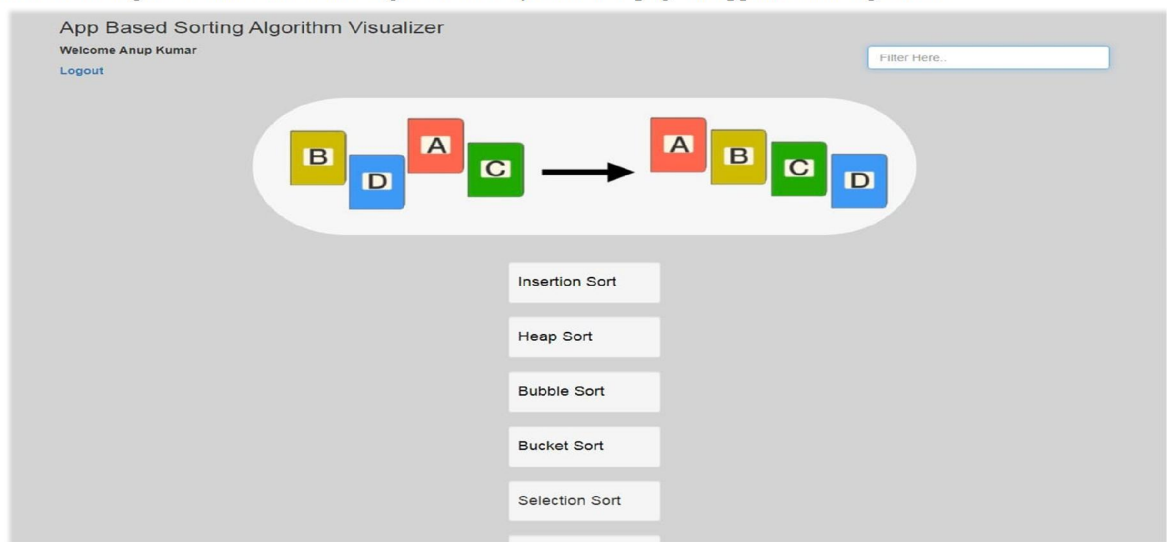 App Based Sorting Algorithm Visualizer
Welcome Anup Kumar
Filter Here..
Logout
B D A C A B C D
Insertion Sort
Heap Sort
Bubble Sort
Bucket Sort
Selection Sort